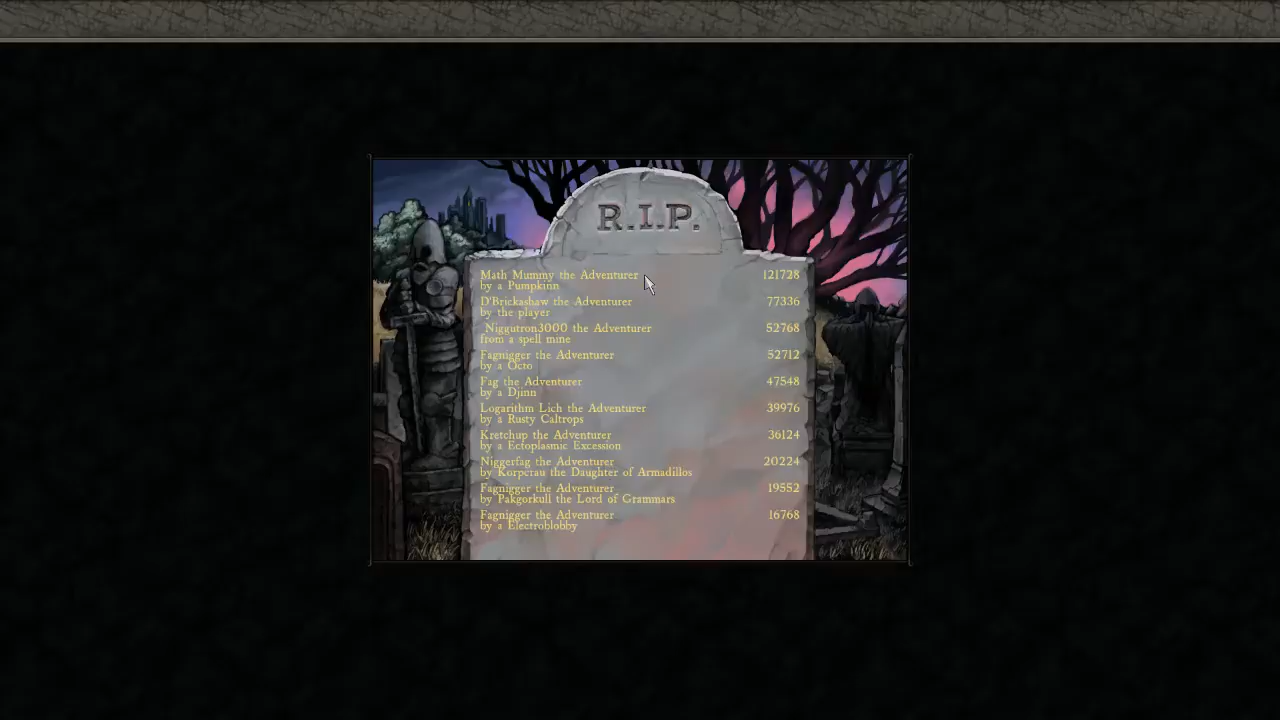 R.I.P.
Math Mummy the Adventurer 121728
by a Pumpkinn
D'Brickashaw the Adventurer 77336
by the player
Niggutron3000 the Adventurer 52768
from a spell mine
Fagnigger the Adventurer 52712
by a Octo
Fag the Adventurer 47548
by a Djinn
Logarithm Lich the Adventurer 39976
by a Rusty Caltrops
Kretchup the Adventurer 36124
by a Ectoplasmic Excession
Niggerfag the Adventurer 20224
by Korpcrau the Daughter of Armadillos
Fagnigger the Adventurer 19552
by Pakgorkull the Lord of Grammars
Fagnigger the Adventurer 16768
by a Electroblobby